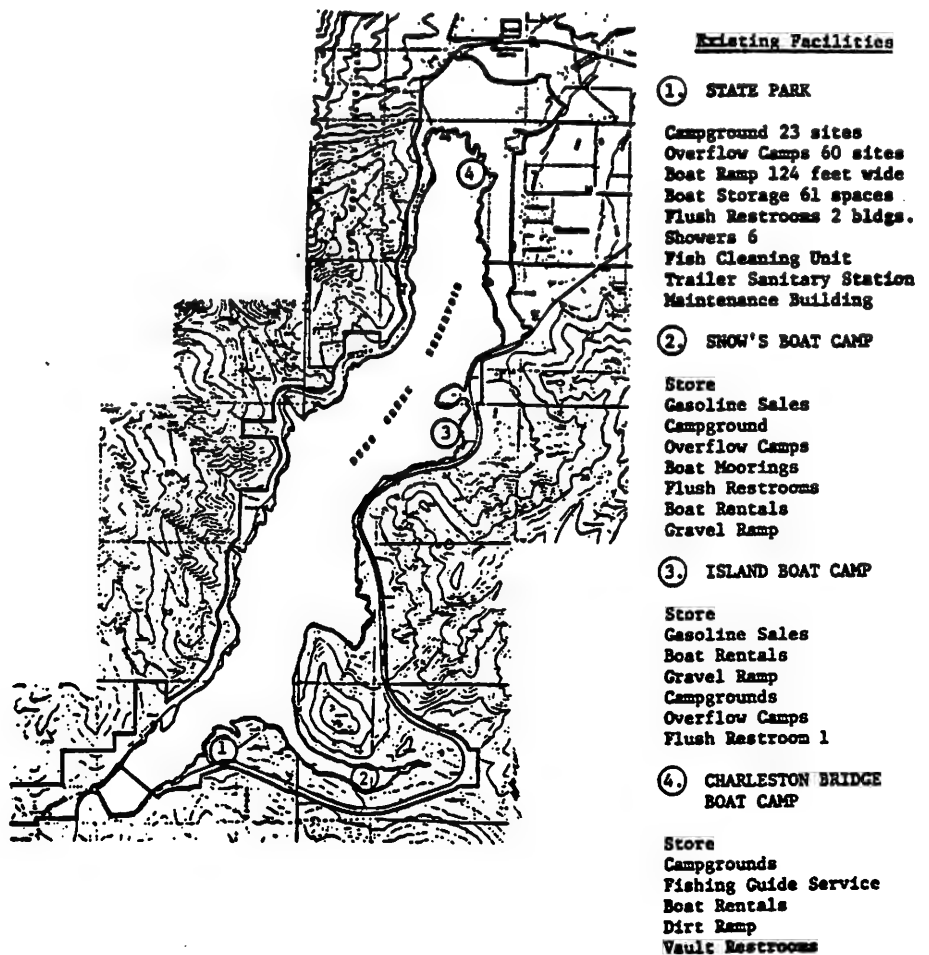 Existing Facilities
1. STATE PARK
Campground 23 sites
Overflow Camps 60 sites
Boat Ramp 124 feet wide
Boat Storage 61 spaces
Flush Restrooms 2 bldgs.
Showers 6
Fish Cleaning Unit
Trailer Sanitary Station
Maintenance Building
2. SNOW'S BOAT CAMP
Store
Gasoline Sales
Campground
Overflow Camps
Boat Moorings
Flush Restrooms
Boat Rentals
Gravel Ramp
3. ISLAND BOAT CAMP
Store
Gasoline Sales
Boat Rentals
Gravel Ramp
Campgrounds
Overflow Camps
Flush Restroom 1
4. CHARLESTON BRIDGE
BOAT CAMP
Store
Campgrounds
Fishing Guide Service
Boat Rentals
Dirt Ramp
Vault Restrooms
4
3
1
2